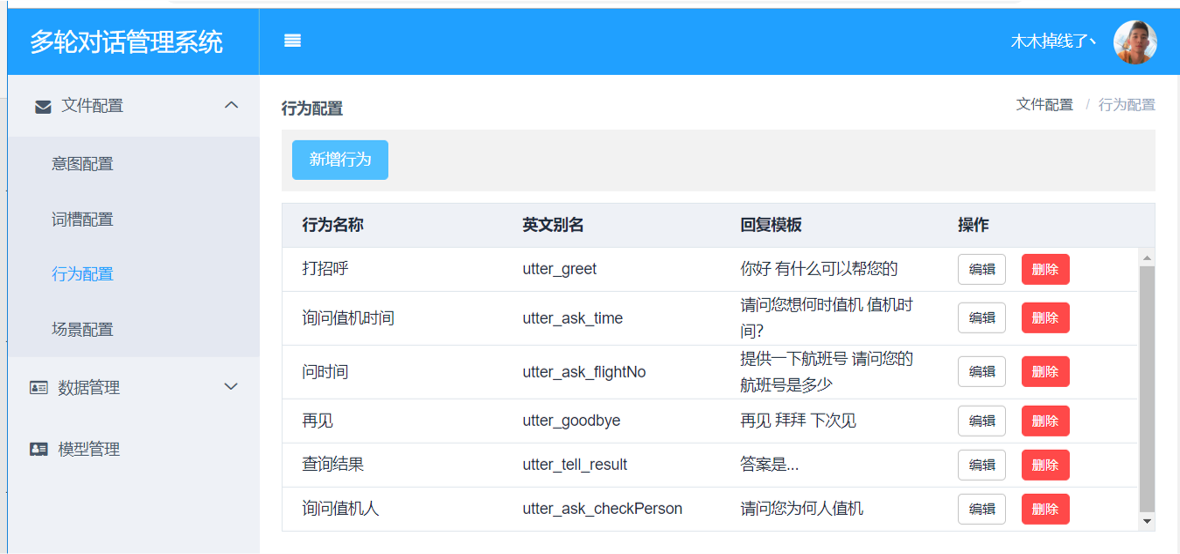 多轮对话管理系统
木木掉线了丶
文件配置
意图配置
词槽配置
行为配置
场景配置
数据管理
模型管理
行为配置
文件配置 / 行为配置
新增行为
行为名称 英文别名 回复模板 操作
打招呼 utter_greet 你好 有什么可以帮您的 编辑 删除
询问值机时间 utter_ask_time 请问您想何时值机 值机时
间? 编辑 删除
问时间 utter_ask_flightNo 提供一下航班号 请问您的
航班号是多少 编辑 删除
再见 utter_goodbye 再见 拜拜 下次见 编辑 删除
查询结果 utter_tell_result 答案是... 编辑 删除
询问值机人 utter_ask_checkPerson 请问您为何人值机 编辑 删除